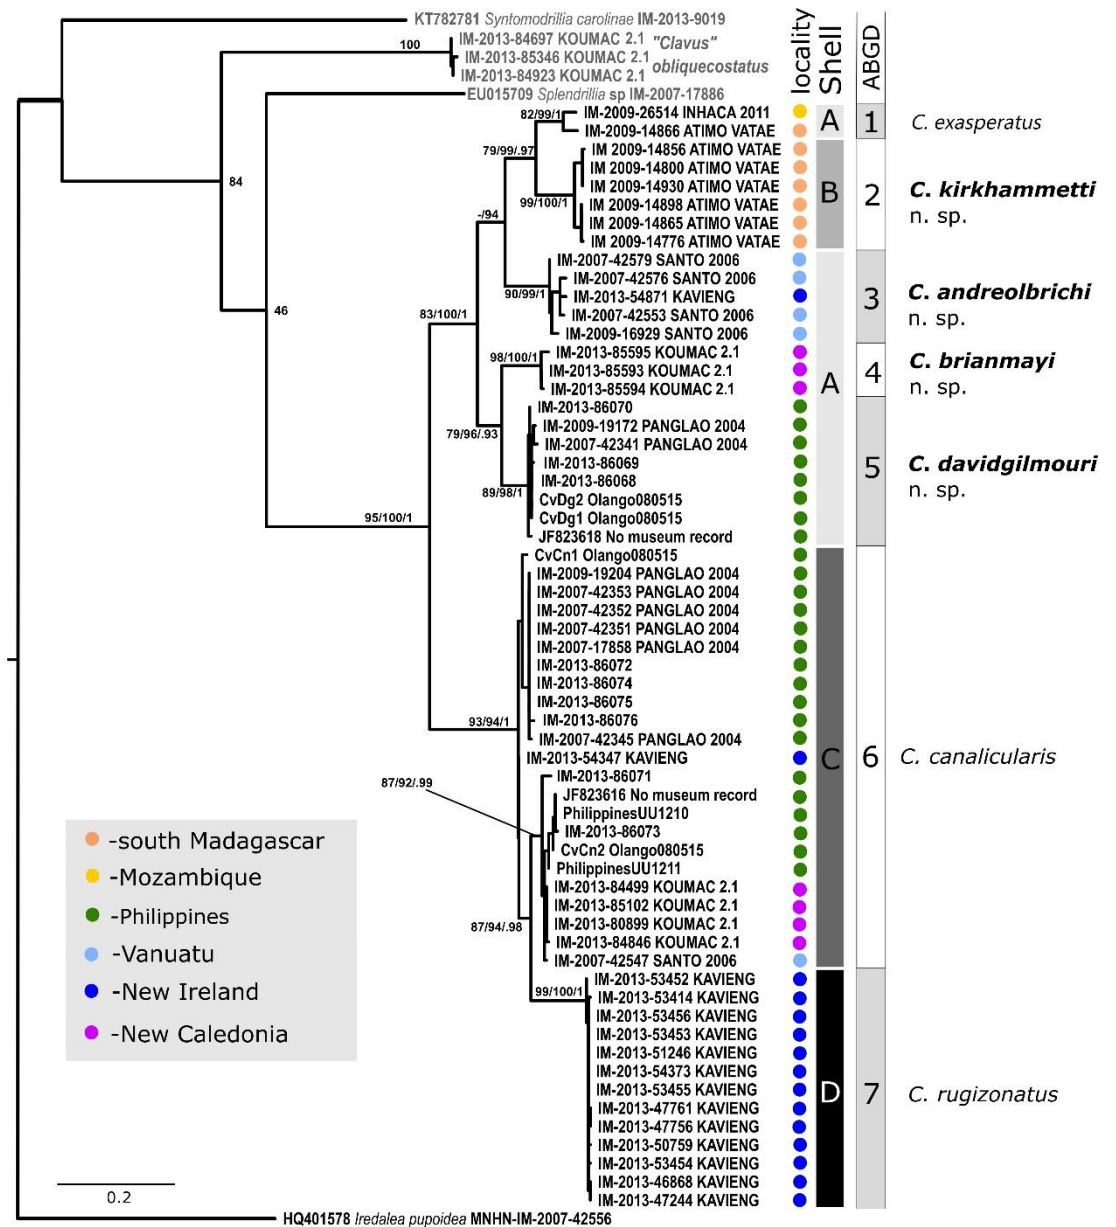 KT782781 Syntomodrillia carolinae IM-2013-9019
100
IM-2013-84697 KOUMAC 2.1
IM-2013-85346 KOUMAC 2.1
IM-2013-84923 KOUMAC 2.1
"Clavus"
obliquecostatus
EU015709 Splendrillia sp IM-2007-17886
locality
Shell
ABGD
82/99/1
IM-2009-26514 INHACA 2011
IM-2009-14866 ATIMO VATAE
A
1
C. exasperatus
79/99/.97
IM 2009-14856 ATIMO VATAE
IM 2009-14800 ATIMO VATAE
IM 2009-14930 ATIMO VATAE
IM 2009-14898 ATIMO VATAE
IM 2009-14865 ATIMO VATAE
IM 2009-14776 ATIMO VATAE
99/100/1
B
2
C. kirkhammetti
n. sp.
84
-/94
IM-2007-42579 SANTO 2006
IM-2007-42576 SANTO 2006
IM-2013-54871 KAVIENG
IM-2007-42553 SANTO 2006
IM-2009-16929 SANTO 2006
90/99/1
3
C. andreolbrichi
n. sp.
46
83/100/1
98/100/1
IM-2013-85595 KOUMAC 2.1
IM-2013-85593 KOUMAC 2.1
IM-2013-85594 KOUMAC 2.1
A
4
C. brianmayi
n. sp.
79/96/.93
IM-2013-86070
IM-2009-19172 PANGLAO 2004
IM-2007-42341 PANGLAO 2004
IM-2013-86069
IM-2013-86068
CvDg2 Olango080515
CvDg1 Olango080515
JF823618 No museum record
89/98/1
5
C. davidgilmouri
n. sp.
95/100/1
CvCn1 Olango080515
IM-2009-19204 PANGLAO 2004
IM-2007-42353 PANGLAO 2004
IM-2007-42352 PANGLAO 2004
IM-2007-42351 PANGLAO 2004
IM-2007-17858 PANGLAO 2004
IM-2013-86072
IM-2013-86074
IM-2013-86075
IM-2013-86076
IM-2007-42345 PANGLAO 2004
IM-2013-54347 KAVIENG
93/94/1
87/92/.99
IM-2013-86071
JF823616 No museum record
PhilippinesUU1210
IM-2013-86073
CvCn2 Olango080515
PhilippinesUU1211
IM-2013-84499 KOUMAC 2.1
IM-2013-85102 KOUMAC 2.1
IM-2013-80899 KOUMAC 2.1
IM-2013-84846 KOUMAC 2.1
IM-2007-42547 SANTO 2006
87/94/.98
C
6
C. canalicularis
99/100/1
IM-2013-53452 KAVIENG
IM-2013-53414 KAVIENG
IM-2013-53456 KAVIENG
IM-2013-53453 KAVIENG
IM-2013-51246 KAVIENG
IM-2013-54373 KAVIENG
IM-2013-53455 KAVIENG
IM-2013-47761 KAVIENG
IM-2013-47756 KAVIENG
IM-2013-50759 KAVIENG
IM-2013-53454 KAVIENG
IM-2013-46868 KAVIENG
IM-2013-47244 KAVIENG
D
7
C. rugizonatus
-south Madagascar
-Mozambique
-Philippines
-Vanuatu
-New Ireland
-New Caledonia
0.2
HQ401578 Iredalea pupoidea MNHN-IM-2007-42556